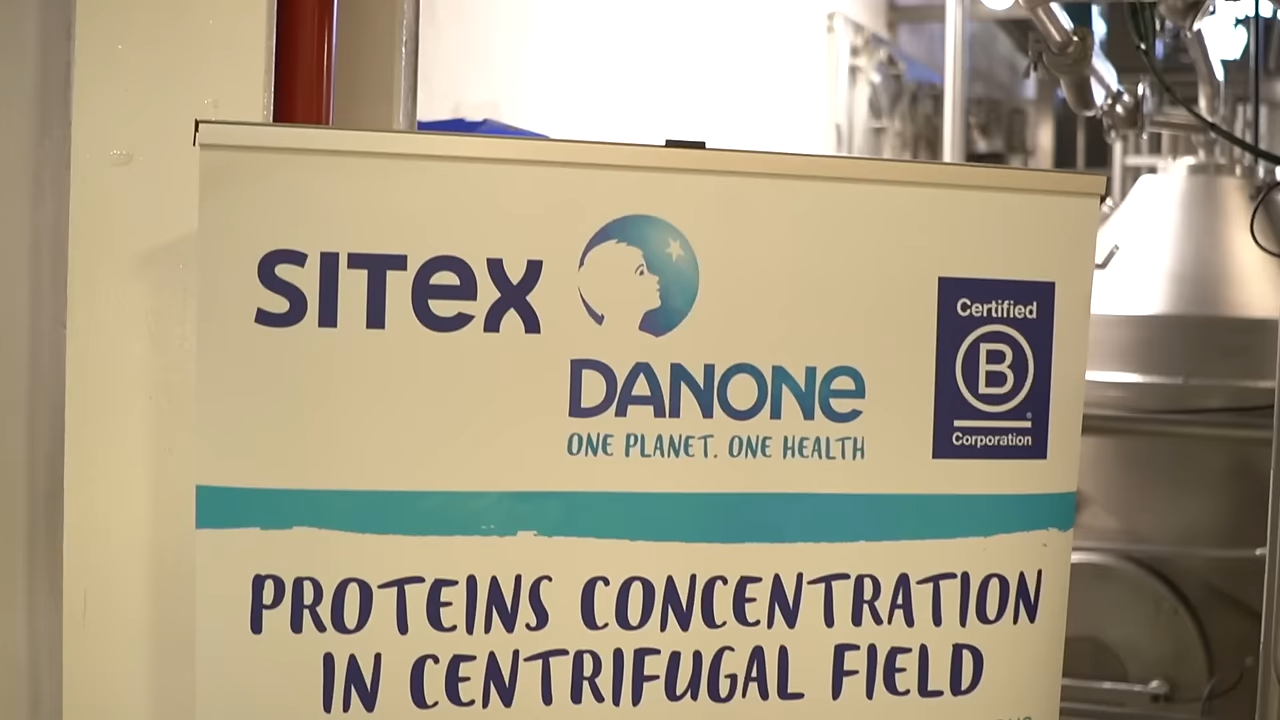 SITEX
DANONE
ONE PLANET. ONE HEALTH
Certified
B
®
Corporation
PROTEINS CONCENTRATION
IN CENTRIFUGAL FIELD